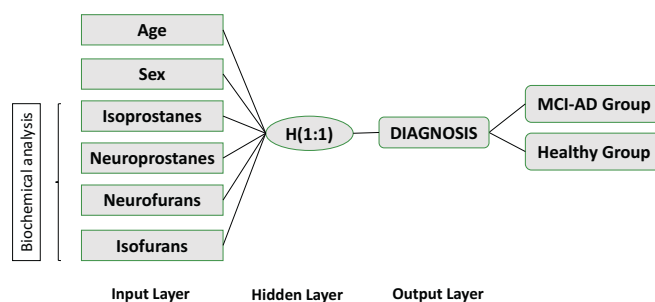 Age
Sex
Isoprostanes
Neuroprostanes
Neurofurans
Isofurans
Biochemical analysis
H(1:1)
DIAGNOSIS
MCI-AD Group
Healthy Group
Input Layer
Hidden Layer
Output Layer